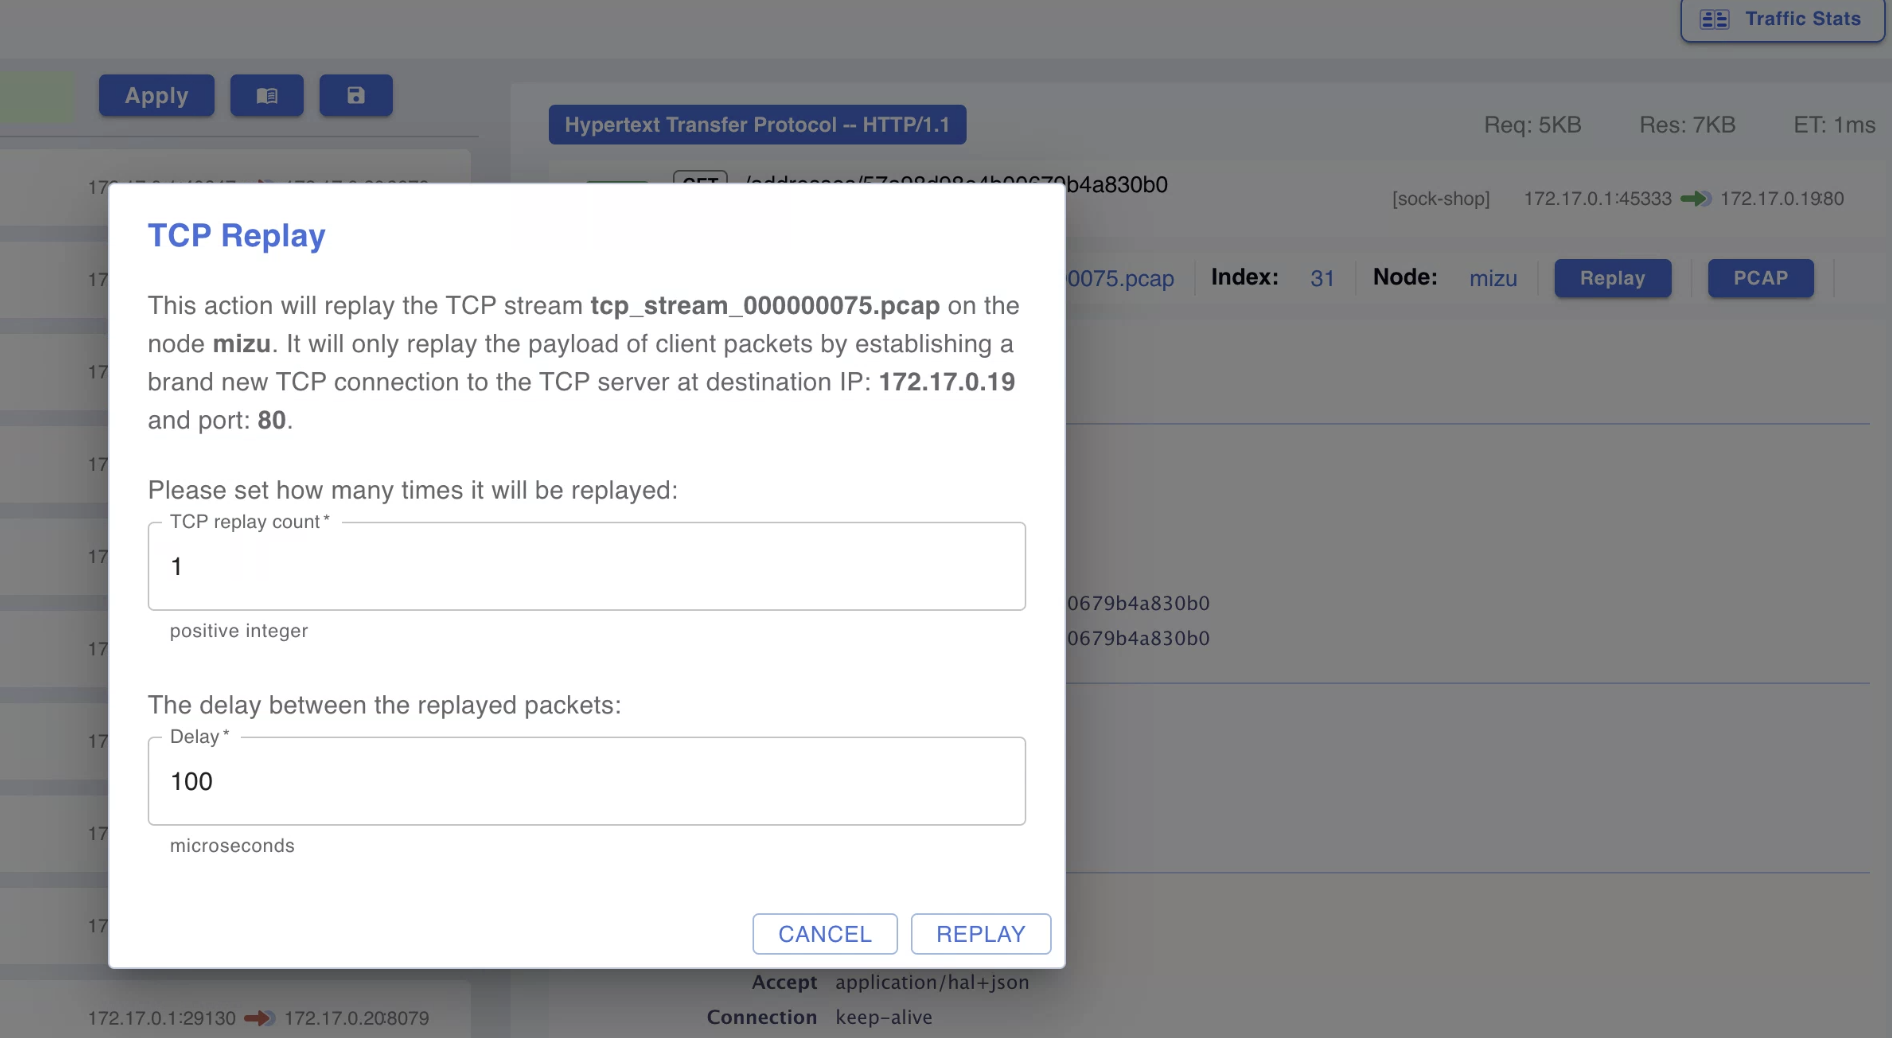 Traffic Stats
Apply
Hypertext Transfer Protocol -- HTTP/1.1
Req: 5KB
Res: 7KB
ET: 1ms
GET
b4a830b0
[sock-shop]
172.17.0.1:45333
172.17.0.19:80
0075.pcap
Index:
31
Node:
mizu
Replay
PCAP
TCP Replay
This action will replay the TCP stream tcp_stream_000000075.pcap on the
node mizu. It will only replay the payload of client packets by establishing a
brand new TCP connection to the TCP server at destination IP: 172.17.0.19
and port: 80.
Please set how many times it will be replayed:
TCP replay count *
1
positive integer
0679b4a830b0
0679b4a830b0
The delay between the replayed packets:
Delay *
100
microseconds
CANCEL
REPLAY
17
17
17
17
17
17
17
17
Accept application/hal+json
172.17.0.1:29130
172.17.0.20:8079
Connection keep-alive